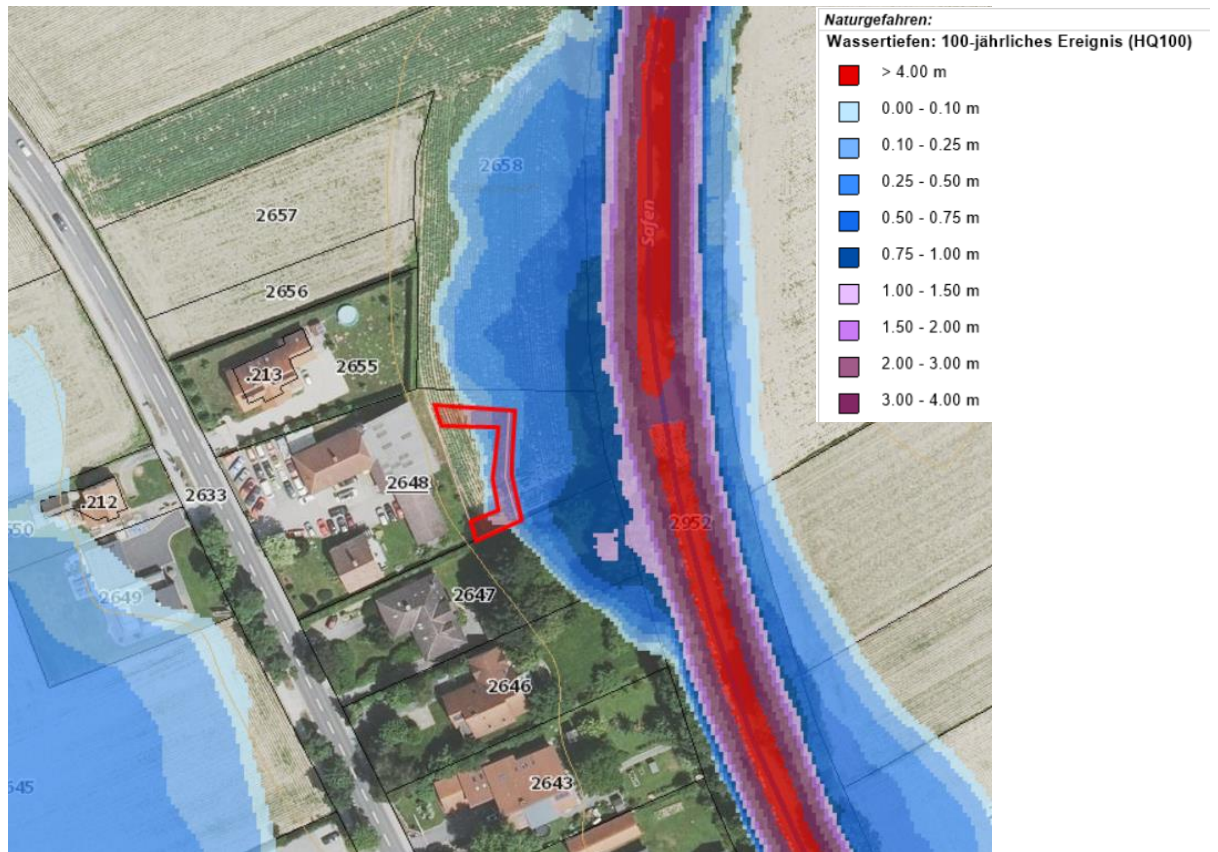 Naturgefahren:
Wassertiefen: 100-jährliches Ereignis (HQ100)
> 4.00 m
0.00 - 0.10 m
0.10 - 0.25 m
0.25 - 0.50 m
0.50 - 0.75 m
0.75 - 1.00 m
1.00 - 1.50 m
1.50 - 2.00 m
2.00 - 3.00 m
3.00 - 4.00 m
2658
2657
Safen
2656
2655
.213
2648
2633
.212
2952
2649
2647
2646
2643